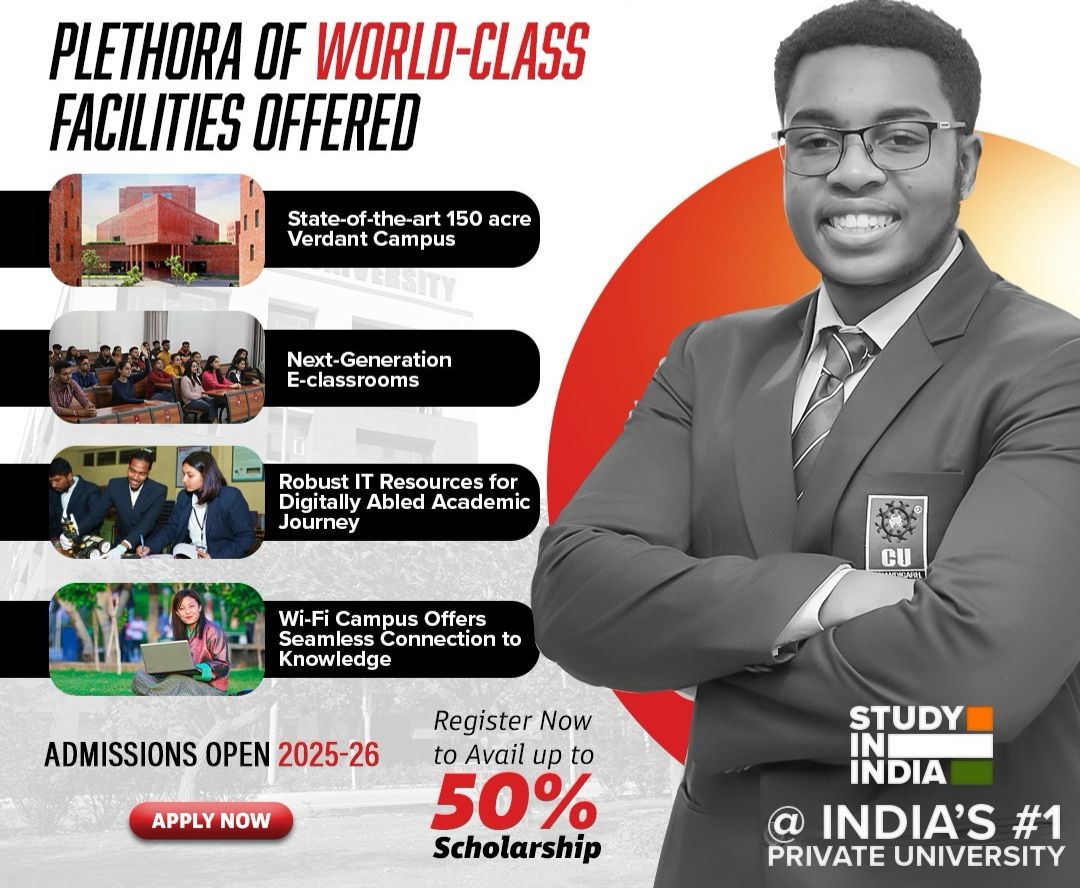 PLETHORA OF WORLD-CLASS
FACILITIES OFFERED
State-of-the-art 150 acre
Verdant Campus
Next-Generation
E-classrooms
Robust IT Resources for
Digitally Abled Academic
Journey
Wi-Fi Campus Offers
Seamless Connection to
Knowledge
ADMISSIONS OPEN 2025-26
APPLY NOW
Register Now
to Avail up to
50%
Scholarship
®
CU
STUDY
IN
INDIA
@ INDIA'S #1
PRIVATE UNIVERSITY